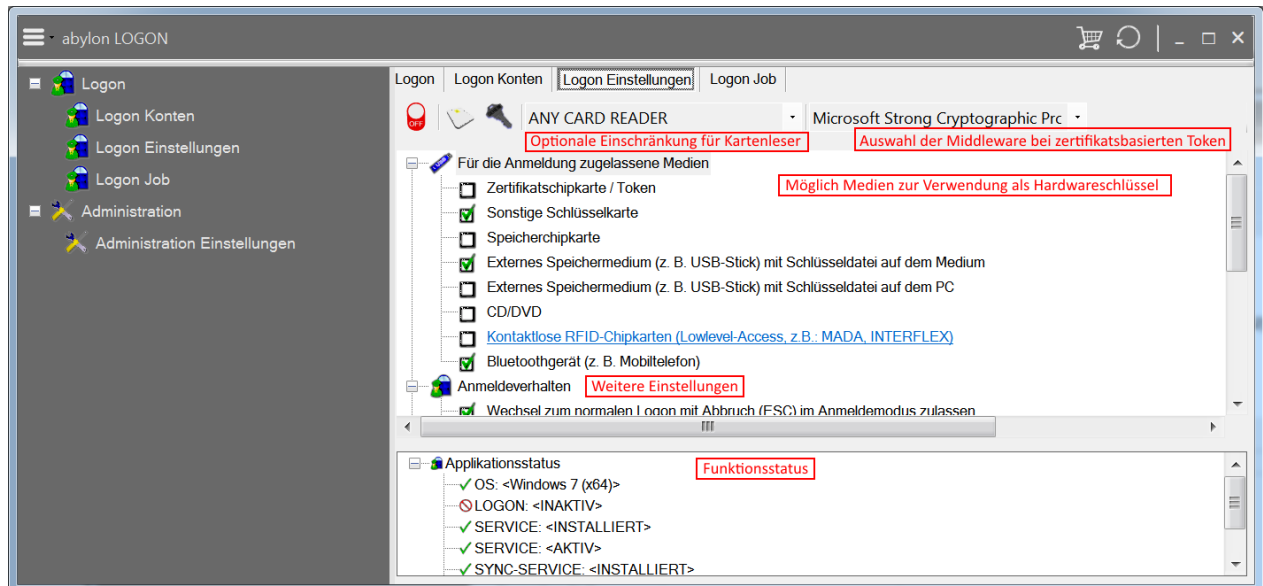 abylon LOGON
Logon
Logon Konten
Logon Einstellungen
Logon Job
Administration
Administration Einstellungen
Logon Logon Konten Logon Einstellungen Logon Job
OFF ANY CARD READER Microsoft Strong Cryptographic Prc
Optionale Einschränkung für Kartenleser Auswahl der Middleware bei zertifikatsbasierten Token
Für die Anmeldung zugelassene Medien
Zertifikatschipkarte / Token Möglich Medien zur Verwendung als Hardwareschlüssel
Sonstige Schlüsselkarte
Speicherchipkarte
Externes Speichermedium (z. B. USB-Stick) mit Schlüsseldatei auf dem Medium
Externes Speichermedium (z. B. USB-Stick) mit Schlüsseldatei auf dem PC
CD/DVD
Kontaktlose RFID-Chipkarten (Lowlevel-Access, z.B.: MADA, INTERFLEX)
Bluetoothgerät (z. B. Mobiltelefon)
Anmeldeverhalten Weitere Einstellungen
Wechsel zum normalen Logon mit Abbruch (ESC) im Anmeldemodus zulassen
Applikationsstatus Funktionsstatus
OS: <Windows 7 (x64)>
LOGON: <INAKTIV>
SERVICE: <INSTALLIERT>
SERVICE: <AKTIV>
SYNC-SERVICE: <INSTALLIERT>